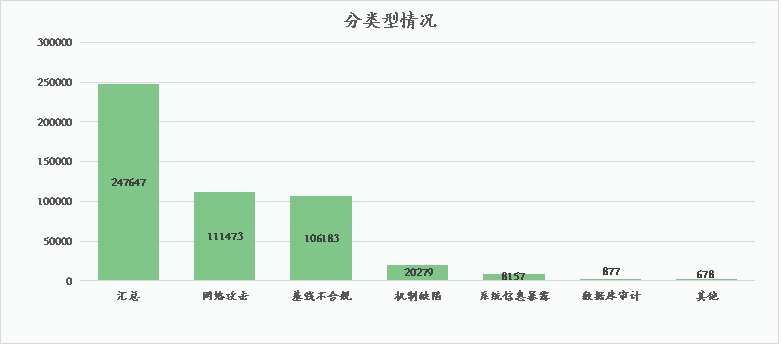 分类型情况
300000
250000
200000
150000
100000
50000
0
247647
111473
106183
20279
8157
877
678
汇总
网络攻击
基线不合规
机制缺陷
系统信息暴露
数据库审计
其他